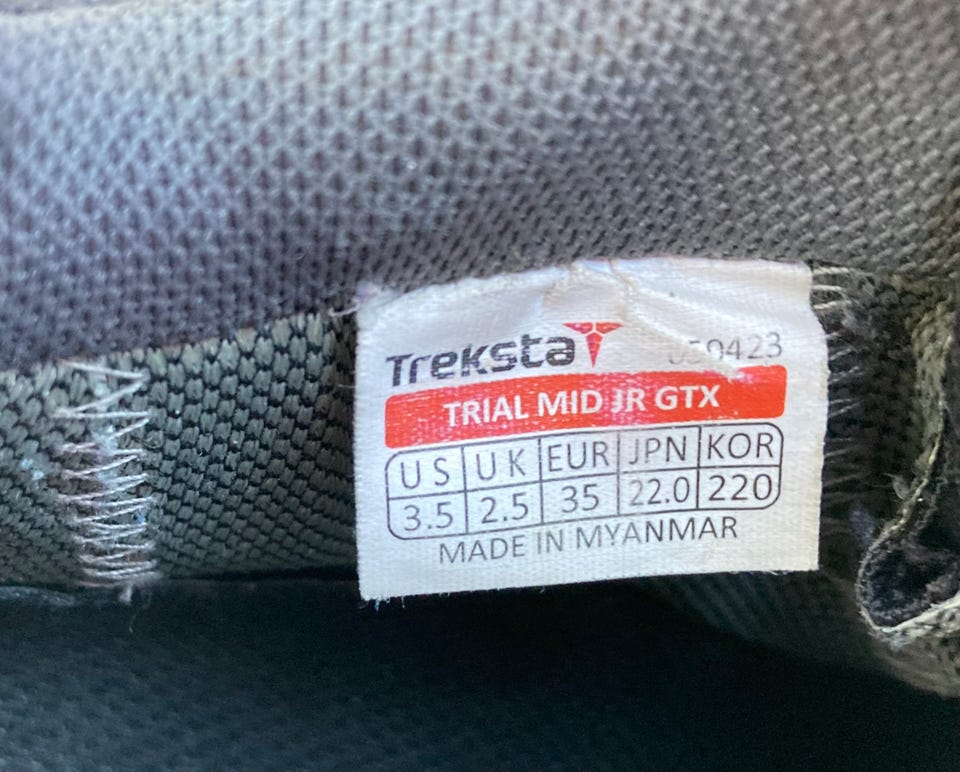 Treksta
TRIAL MID JR GTX
US UK EUR JPN KOR
3.5 2.5 35 22.0 220
MADE IN MYANMAR